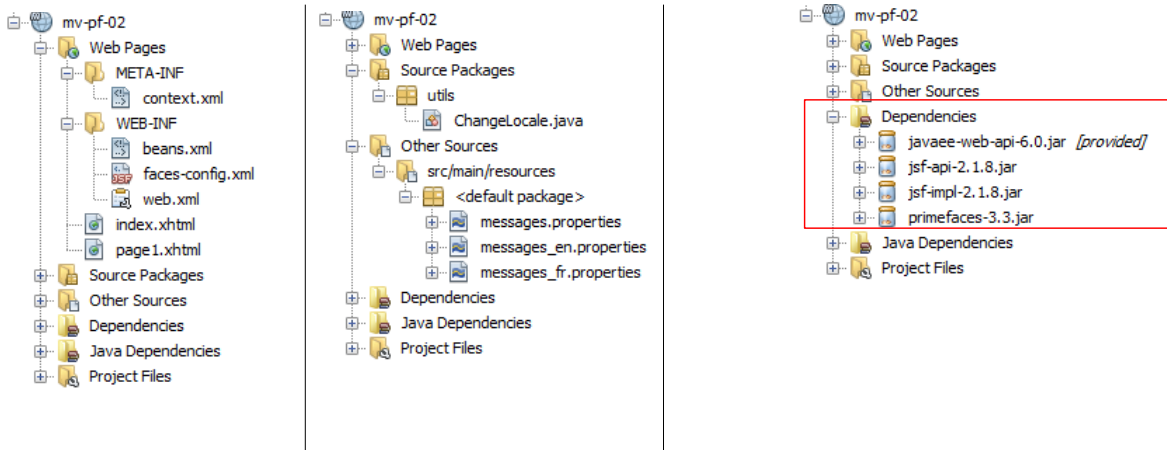 mv-pf-02
Web Pages
META-INF
context.xml
WEB-INF
beans.xml
faces-config.xml
web.xml
index.xhtml
page1.xhtml
Source Packages
Other Sources
Dependencies
Java Dependencies
Project Files
mv-pf-02
Web Pages
Source Packages
utils
ChangeLocale.java
Other Sources
src/main/resources
<default package>
messages.properties
messages_en.properties
messages_fr.properties
Dependencies
Java Dependencies
Project Files
mv-pf-02
Web Pages
Source Packages
Other Sources
Dependencies
javaee-web-api-6.0.jar [provided]
jsf-api-2.1.8.jar
jsf-impl-2.1.8.jar
primefaces-3.3.jar
Java Dependencies
Project Files